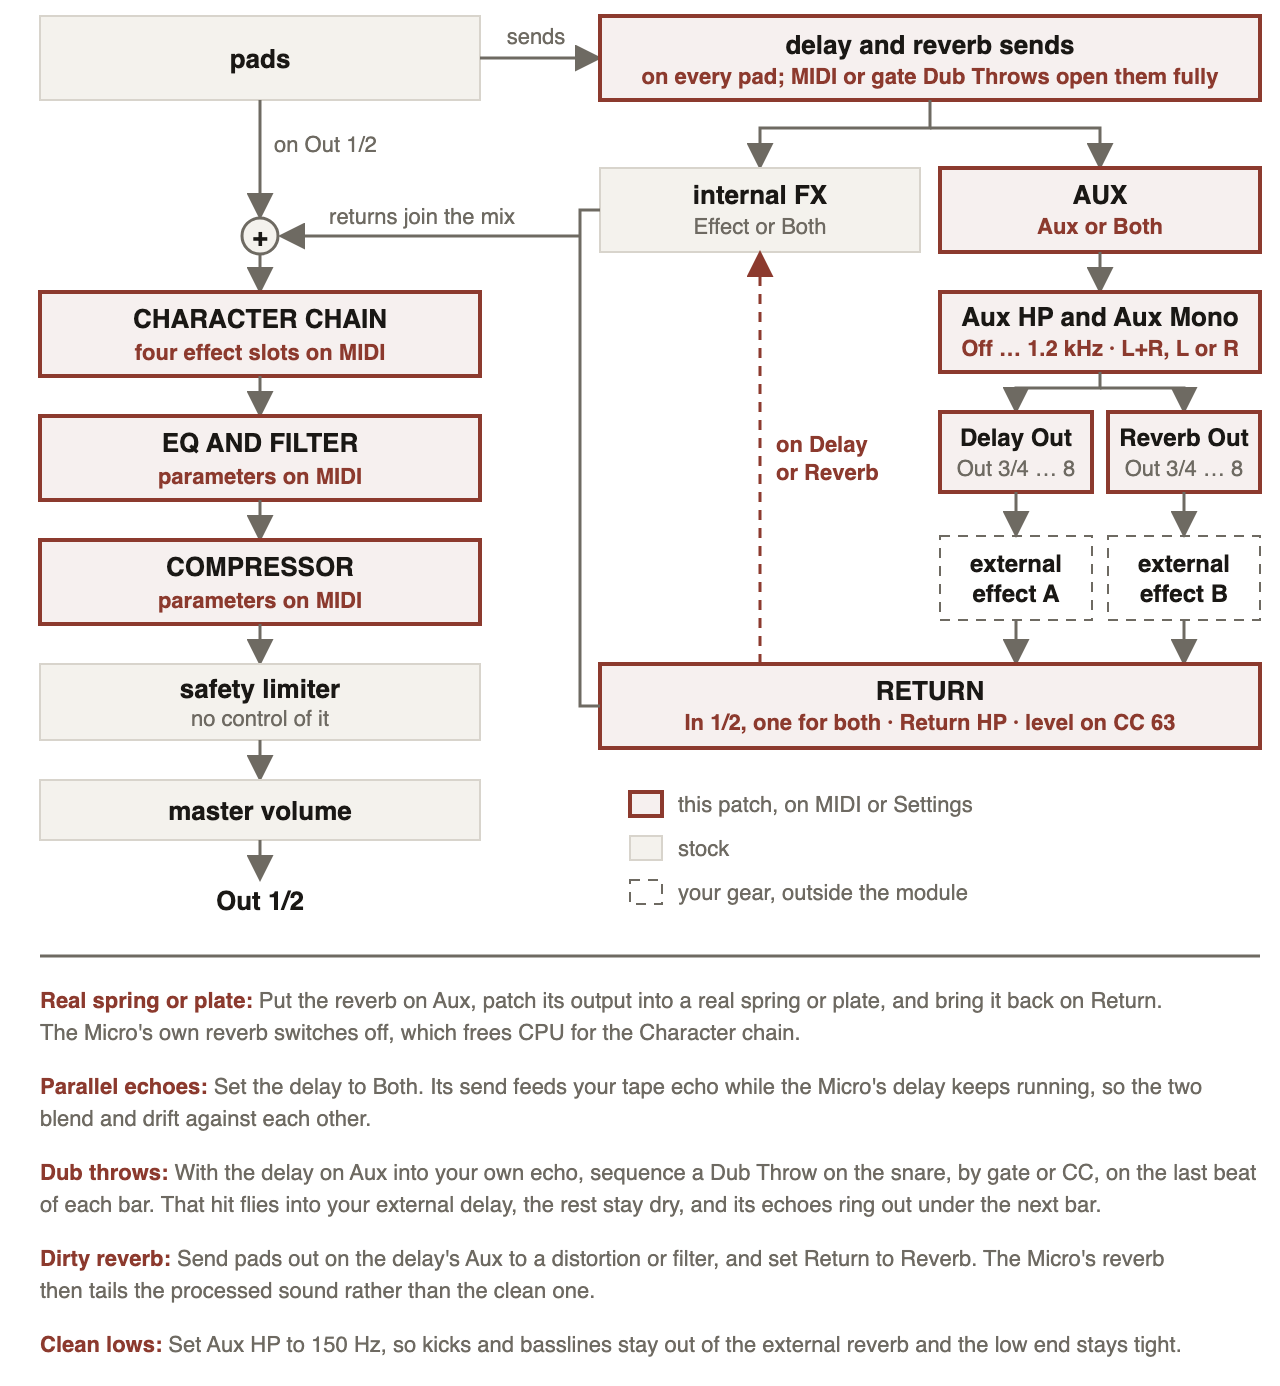 pads
sends
delay and reverb sends
on every pad; MIDI or gate Dub Throws open them fully
on Out 1/2
internal FX
Effect or Both
AUX
Aux or Both
returns join the mix
+
CHARACTER CHAIN
four effect slots on MIDI
Aux HP and Aux Mono
Off … 1.2 kHz · L+R, L or R
EQ AND FILTER
parameters on MIDI
on Delay
or Reverb
Delay Out
Out 3/4 … 8
Reverb Out
Out 3/4 … 8
COMPRESSOR
parameters on MIDI
external
effect A
external
effect B
safety limiter
no control of it
RETURN
In 1/2, one for both · Return HP · level on CC 63
master volume
Out 1/2
this patch, on MIDI or Settings
stock
your gear, outside the module
Real spring or plate: Put the reverb on Aux, patch its output into a real spring or plate, and bring it back on Return.
The Micro's own reverb switches off, which frees CPU for the Character chain.
Parallel echoes: Set the delay to Both. Its send feeds your tape echo while the Micro's delay keeps running, so the two
blend and drift against each other.
Dub throws: With the delay on Aux into your own echo, sequence a Dub Throw on the snare, by gate or CC, on the last beat
of each bar. That hit flies into your external delay, the rest stay dry, and its echoes ring out under the next bar.
Dirty reverb: Send pads out on the delay's Aux to a distortion or filter, and set Return to Reverb. The Micro's reverb
then tails the processed sound rather than the clean one.
Clean lows: Set Aux HP to 150 Hz, so kicks and basslines stay out of the external reverb and the low end stays tight.